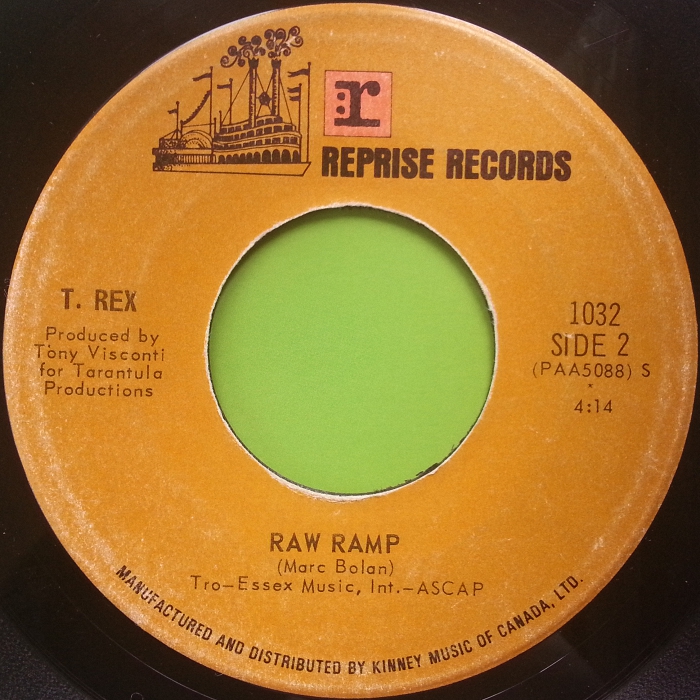 r:
REPRISE RECORDS
T. REX
Produced by
Tony Visconti
for Tarantula
Productions
1032
SIDE 2
(PAA5088) S
*
4:14
RAW RAMP
(Marc Bolan)
Tro-Essex Music, Int.-ASCAP
MANUFACTURED AND DISTRIBUTED BY KINNEY MUSIC OF CANADA, LTD.